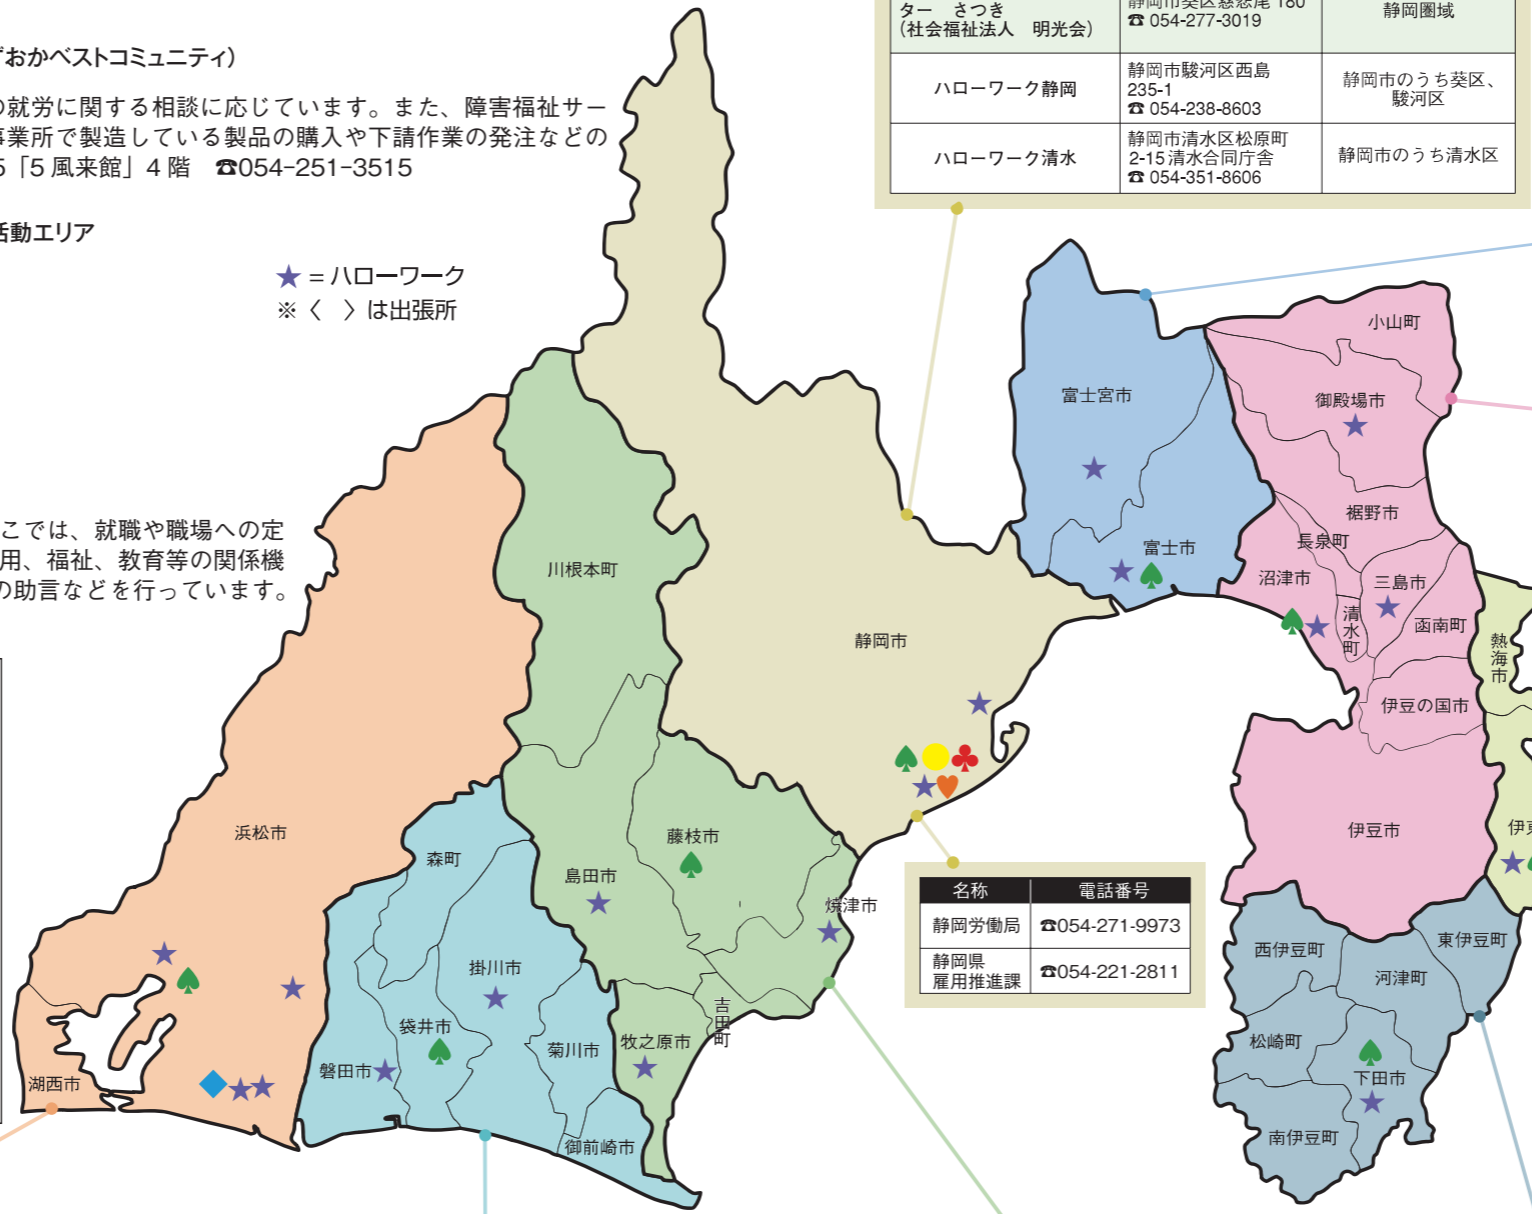 ずおかベストコミュニティ）
の就労に関する相談に応じています。また、障害福祉サー
事業所で製造している製品の購入や下請作業の発注などの
5「5風来館」4階　☎054-251-3515
活動エリア
★＝ハローワーク
※〈　〉は出張所
こでは、就職や職場への定
用、福祉、教育等の関係機
の助言などを行っています。
ター　さつき
（社会福祉法人　明光会）
静岡市葵区慈悲尾 180
☎ 054-277-3019
静岡圏域
ハローワーク静岡
静岡市駿河区西島
235-1
☎ 054-238-8603
静岡市のうち葵区、
駿河区
ハローワーク清水
静岡市清水区松原町
2-15 清水合同庁舎
☎ 054-351-8606
静岡市のうち清水区
小山町
御殿場市
富士宮市
裾野市
長泉町
富士市
沼津市
三島市
清水町
函南町
熱海市
伊豆の国市
川根本町
静岡市
浜松市
森町
藤枝市
島田市
焼津市
伊豆市
伊東
掛川市
袋井市
菊川市
磐田市
牧之原市
吉田町
湖西市
御前崎市
名称
電話番号
静岡労働局
☎054-271-9973
静岡県
雇用推進課
☎054-221-2811
西伊豆町
東伊豆町
河津町
松崎町
下田市
南伊豆町